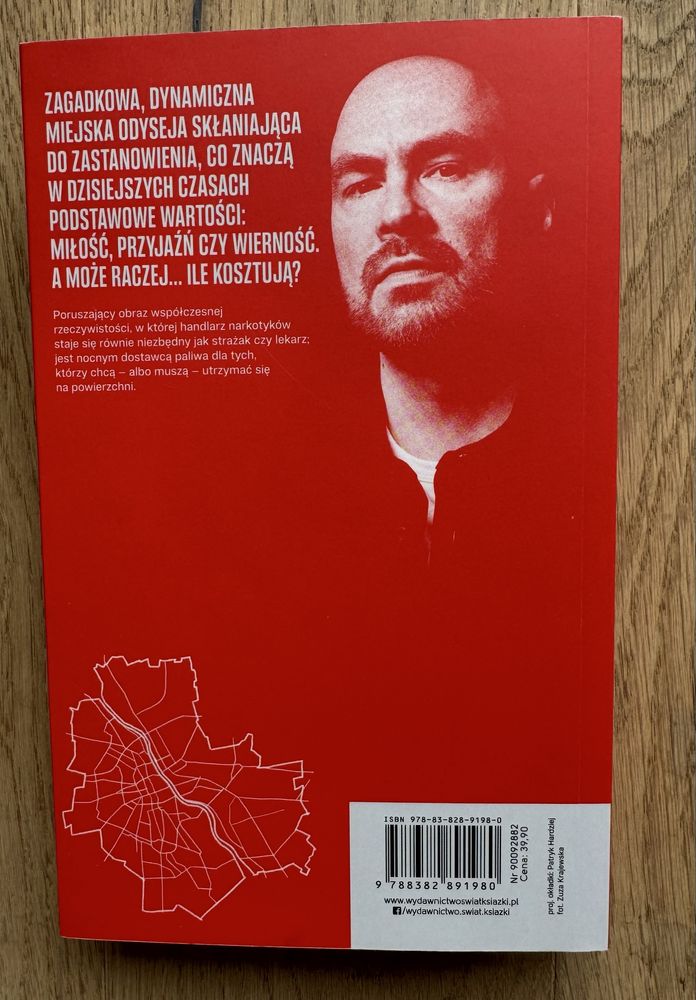 ZAGADKOWA, DYNAMICZNA
MIEJSKA ODYSEJA SKŁANIAJĄCA
DO ZASTANOWIENIA, CO ZNACZĄ
W DZISIEJSZYCH CZASACH
PODSTAWOWE WARTOŚCI:
MIŁOŚĆ, PRZYJAŹŃ CZY WIERNOŚĆ.
A MOŻE RACZEJ... ILE KOSZTUJĄ?
Poruszający obraz współczesnej
rzeczywistości, w której handlarz narkotyków
staje się równie niezbędny jak strażak czy lekarz;
jest nocnym dostawcą paliwa dla tych,
którzy chcą – albo muszą – utrzymać się
na powierzchni.
ISBN 978-83-828-9198-0
9 788382 891980
Nr 90092882
Cena: 39,90
www.wydawnictwoswiatksiazki.pl
/wydawnictwo.swiat.ksiazki
proj. okładki: Patryk Hardziej
fot. Zuza Krajewska